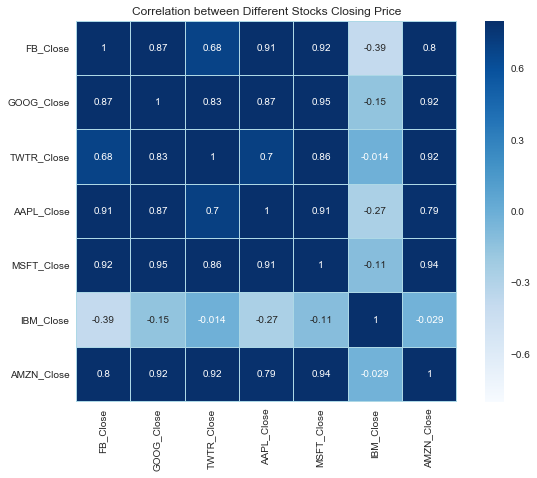 Correlation between Different Stocks Closing Price
FB_Close 1 0.87 0.68 0.91 0.92 -0.39 0.8
GOOG_Close 0.87 1 0.83 0.87 0.95 -0.15 0.92
TWTR_Close 0.68 0.83 1 0.7 0.86 -0.014 0.92
AAPL_Close 0.91 0.87 0.7 1 0.91 -0.27 0.79
MSFT_Close 0.92 0.95 0.86 0.91 1 -0.11 0.94
IBM_Close -0.39 -0.15 -0.014 -0.27 -0.11 1 -0.029
AMZN_Close 0.8 0.92 0.92 0.79 0.94 -0.029 1
FB_Close
GOOG_Close
TWTR_Close
AAPL_Close
MSFT_Close
IBM_Close
AMZN_Close
0.6
0.3
0.0
−0.3
−0.6